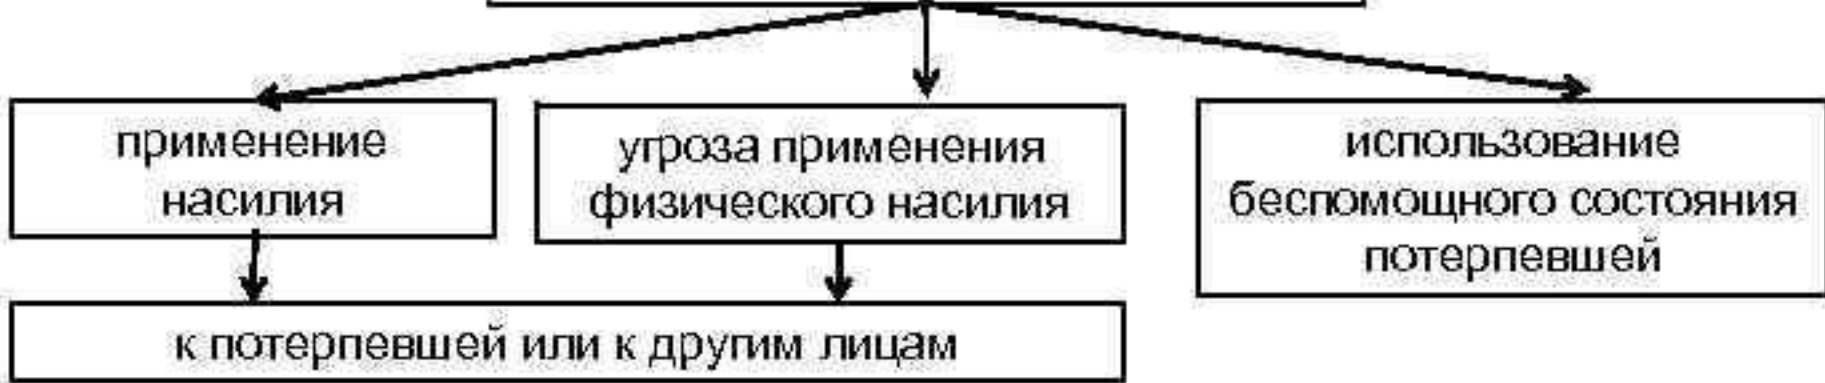 применение
насилия
угроза применения
физического насилия
использование
беспомощного состояния
потерпевшей
к потерпевшей или к другим лицам